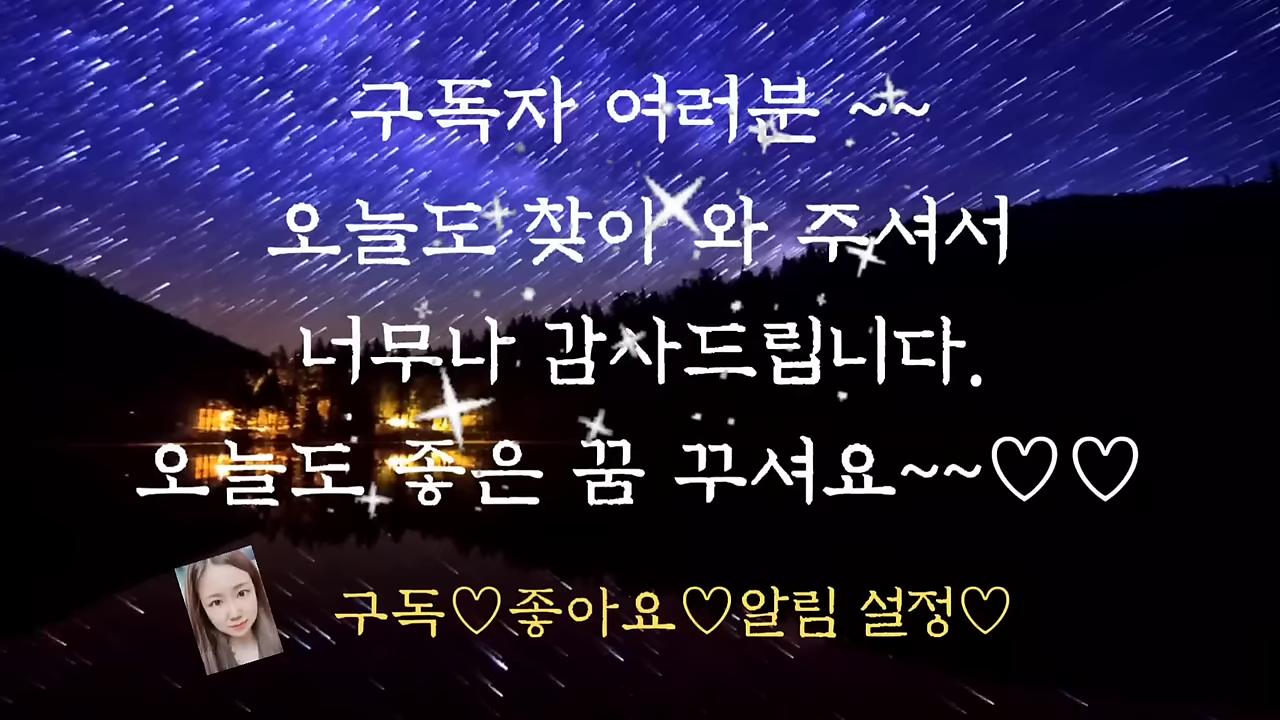 구독자 여러분 ~~
오늘도 찾아 와 주셔서
너무나 감사드립니다.
오늘도 좋은 꿈 꾸셔요~~♡♡
구독♡좋아요♡알림 설정♡